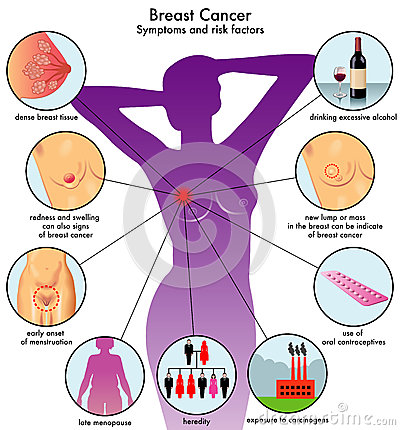 Breast Cancer
Symptoms and risk factors
dense breast tissue
drinking excessive alcohol
redness and swelling
can also signs
of breast cancer
new lump or mass
in the breast can be indicate
of breast cancer
early onset
of menstruation
use of
oral contraceptives
late menopause
heredity
exposure to carcinogens
dreamstime